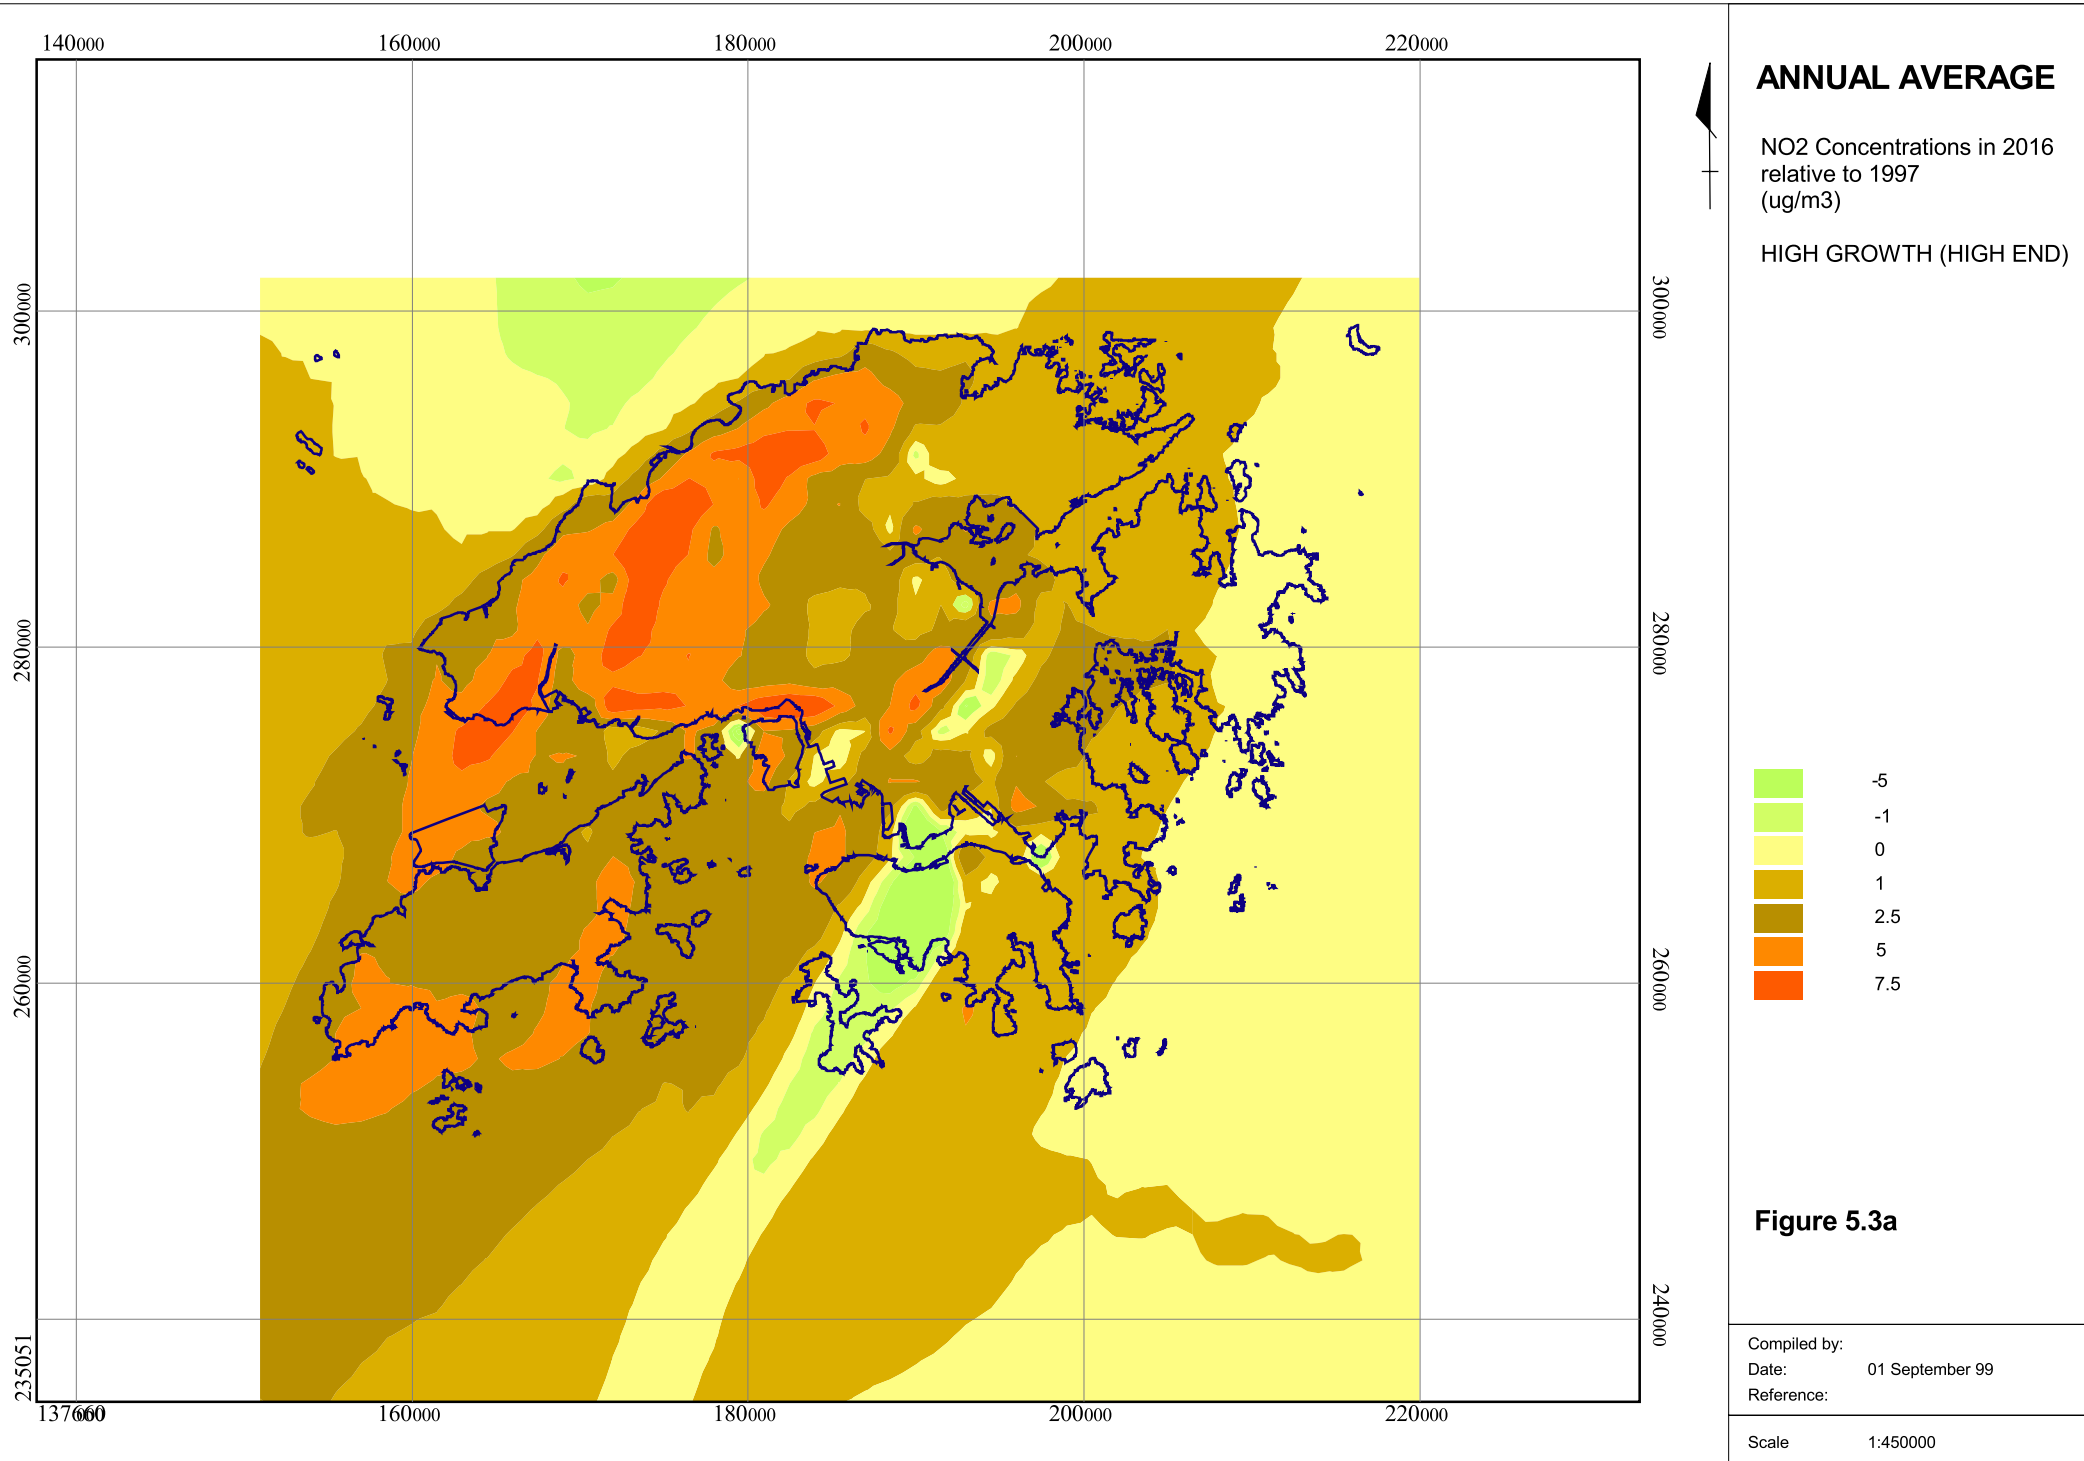 140000 160000 180000 200000 220000
ANNUAL AVERAGE
NO2 Concentrations in 2016
relative to 1997
(ug/m3)
HIGH GROWTH (HIGH END)
300000
300000
280000
280000
260000
260000
240000
235051
-5
-1
0
1
2.5
5
7.5
Figure 5.3a
Compiled by:
Date: 01 September 99
Reference:
Scale 1:450000
160000 180000 200000 220000